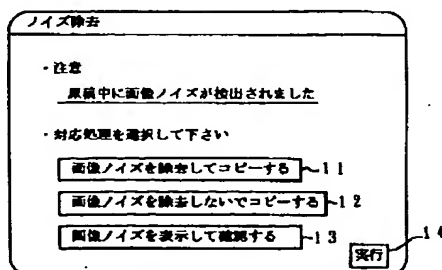 ノイズ除去
・注意
原稿中に画像ノイズが検出されました
・対応処理を選択して下さい
画像ノイズを除去してコピーする 11
画像ノイズを除去しないでコピーする 12
画像ノイズを表示して確認する 13
実行 14